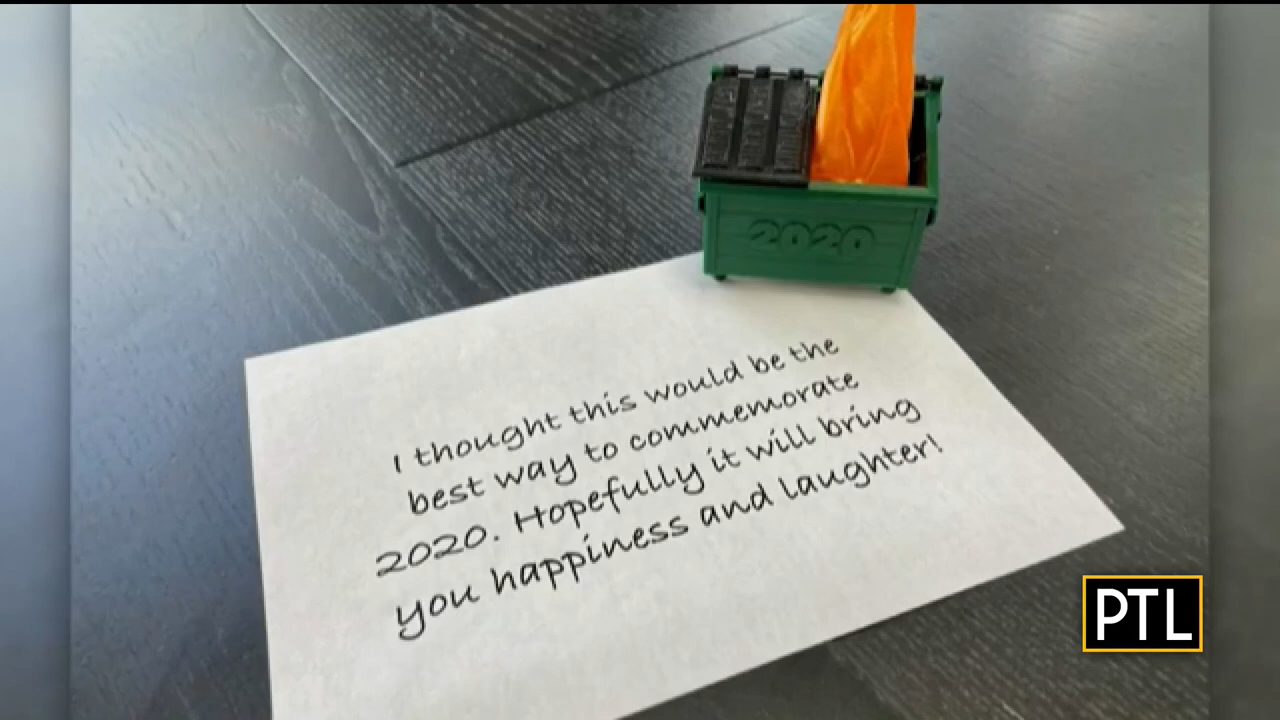 2020
I thought this would be the
best way to commemorate
2020. Hopefully it will bring
you happiness and laughter!
PTL